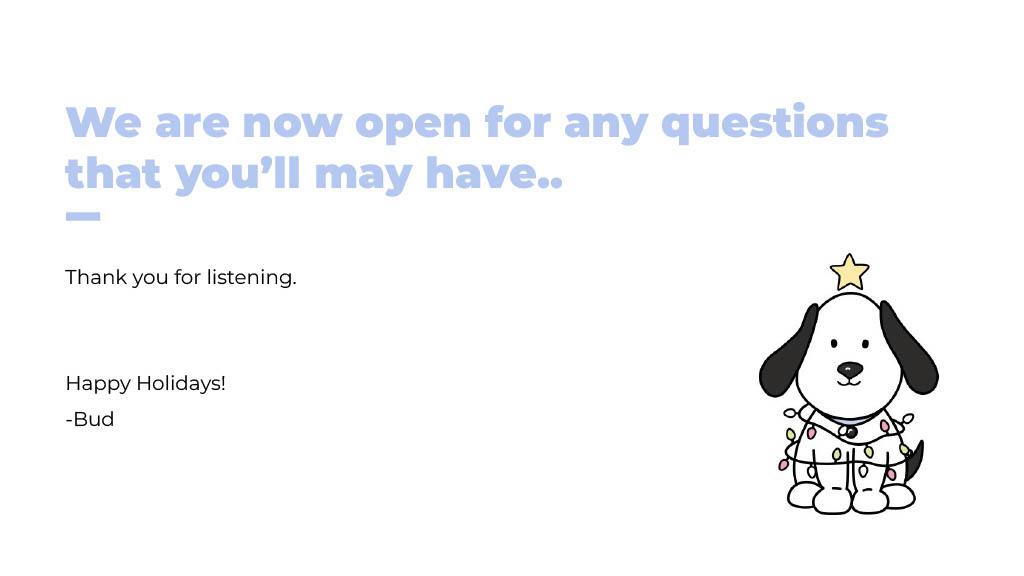 We are now open for any questions
that you’ll may have..
Thank you for listening.
Happy Holidays!
-Bud